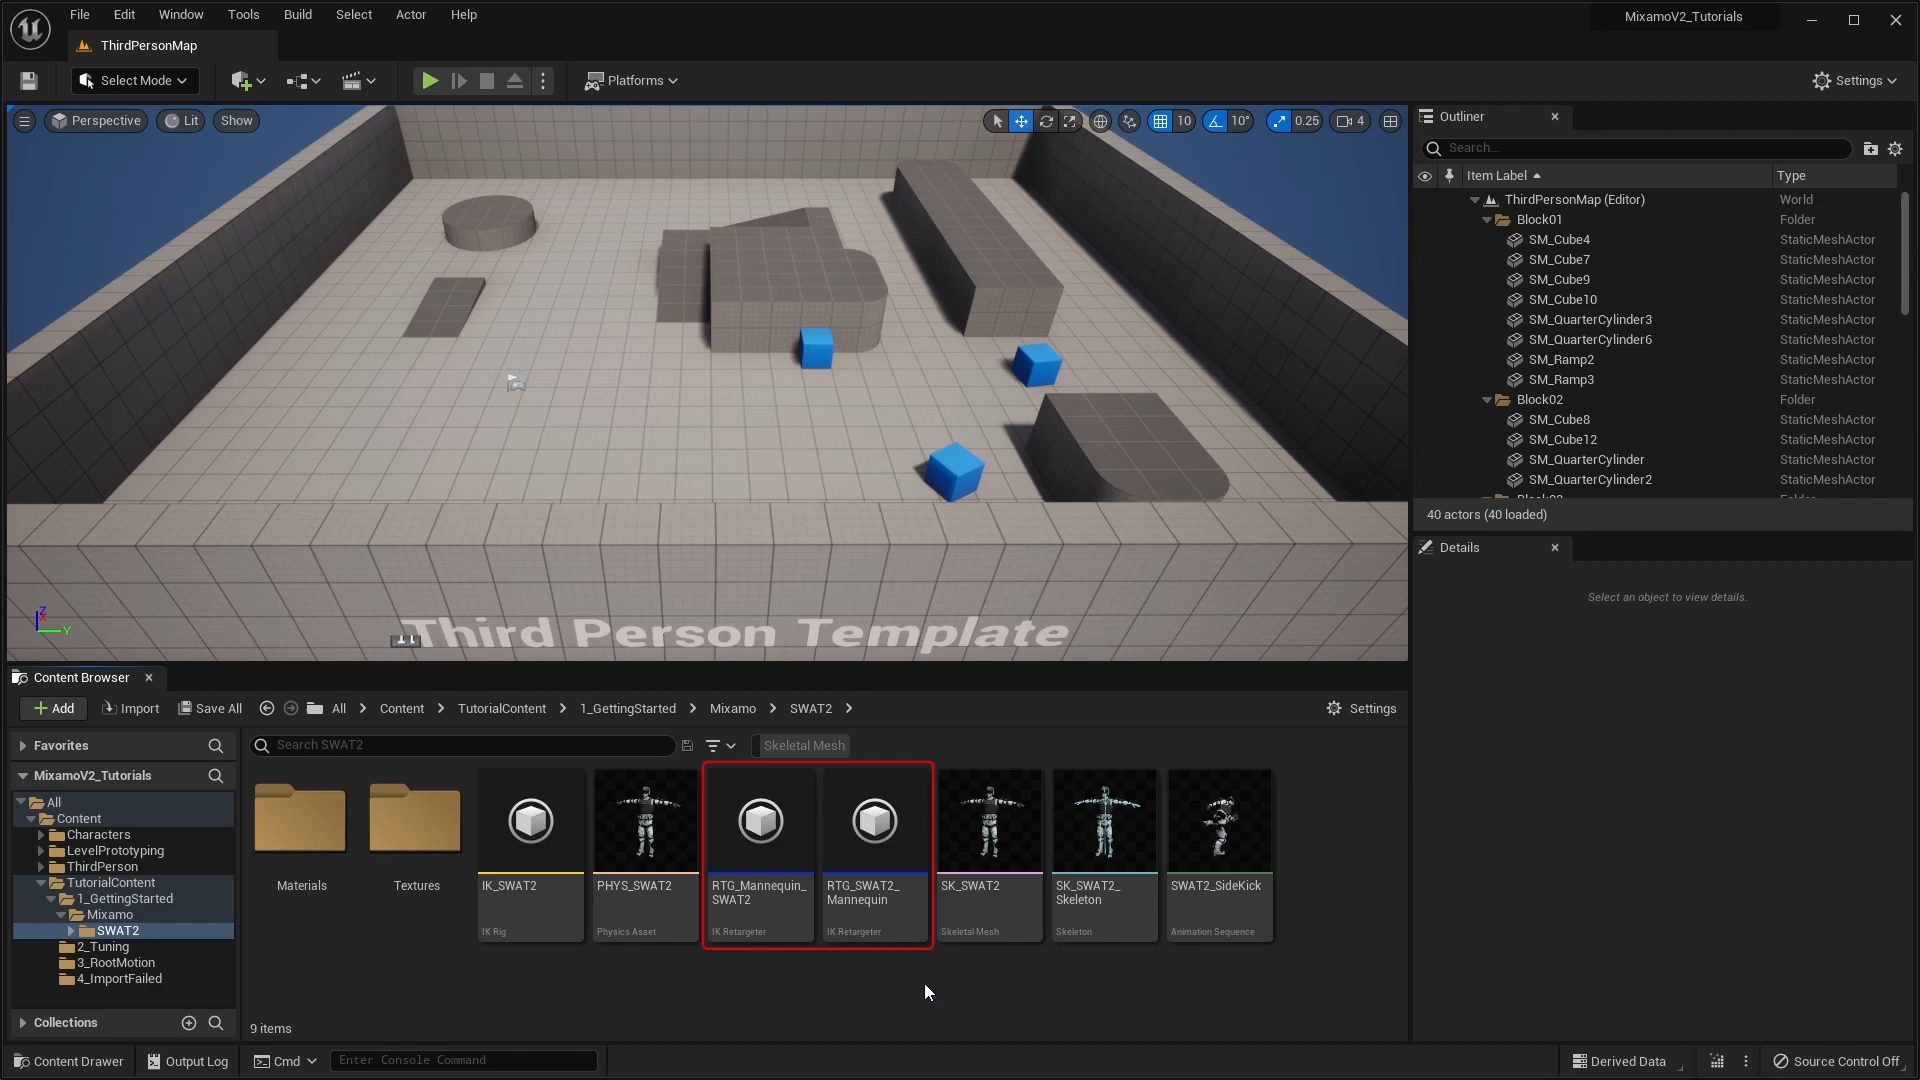 File Edit Window Tools Build Select Actor Help
MixamoV2_Tutorials
ThirdPersonMap
Select Mode
Platforms
Settings
Perspective
Lit
Show
10
10°
0.25
4
Third Person Template
Z
X
Y
Outliner
Search...
Item Label Type
ThirdPersonMap (Editor) World
Block01 Folder
SM_Cube4 StaticMeshActor
SM_Cube7 StaticMeshActor
SM_Cube9 StaticMeshActor
SM_Cube10 StaticMeshActor
SM_QuarterCylinder3 StaticMeshActor
SM_QuarterCylinder6 StaticMeshActor
SM_Ramp2 StaticMeshActor
SM_Ramp3 StaticMeshActor
Block02 Folder
SM_Cube8 StaticMeshActor
SM_Cube12 StaticMeshActor
SM_QuarterCylinder StaticMeshActor
SM_QuarterCylinder2 StaticMeshActor
40 actors (40 loaded)
Details
Select an object to view details.
Content Browser
Add Import Save All All Content TutorialContent 1_GettingStarted Mixamo SWAT2 Settings
Favorites
MixamoV2_Tutorials
All
Content
Characters
LevelPrototyping
ThirdPerson
TutorialContent
1_GettingStarted
Mixamo
SWAT2
2_Tuning
3_RootMotion
4_ImportFailed
Collections
Search SWAT2
Skeletal Mesh
Materials
Textures
IK_SWAT2
IK Rig
PHYS_SWAT2
Physics Asset
RTG_Mannequin_
SWAT2
IK Retargeter
RTG_SWAT2_
Mannequin
IK Retargeter
SK_SWAT2
Skeletal Mesh
SK_SWAT2_
Skeleton
Skeleton
SWAT2_SideKick
Animation Sequence
9 items
Content Drawer
Output Log
Cmd
Enter Console Command
Derived Data
Source Control Off